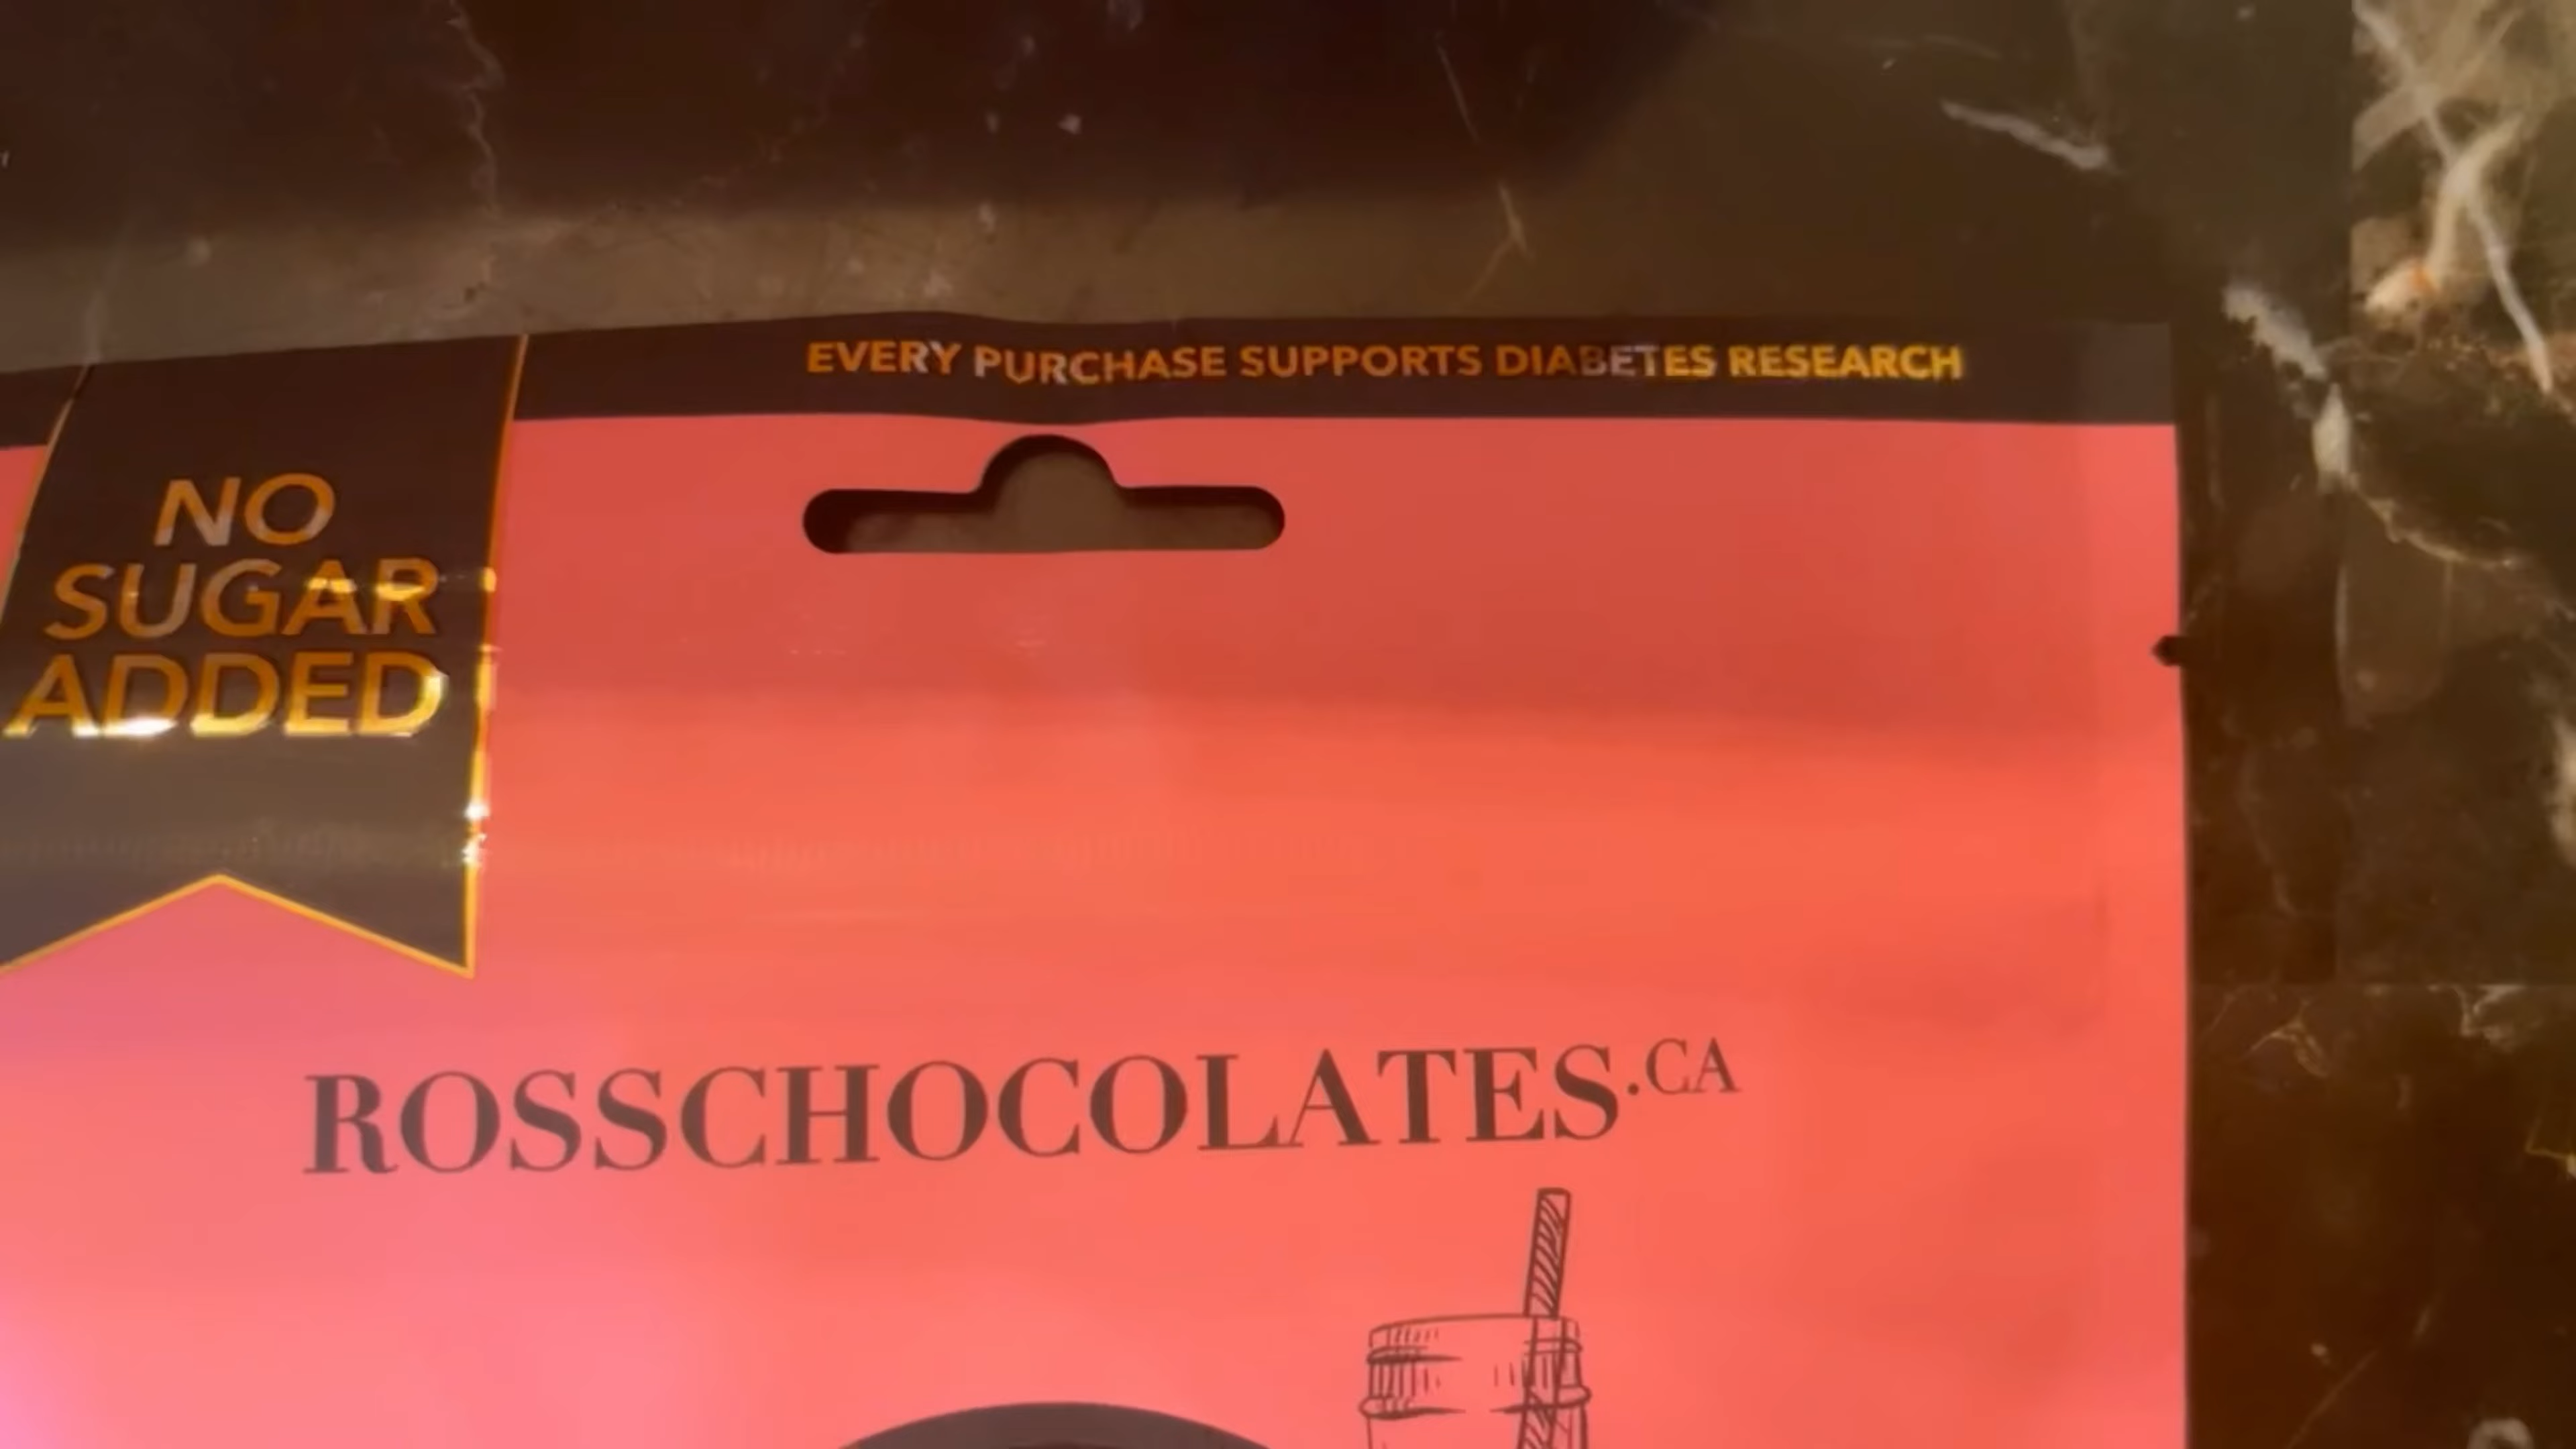 EVERY PURCHASE SUPPORTS DIABETES RESEARCH
NO
SUGAR
ADDED
ROSSCHOCOLATES.CA